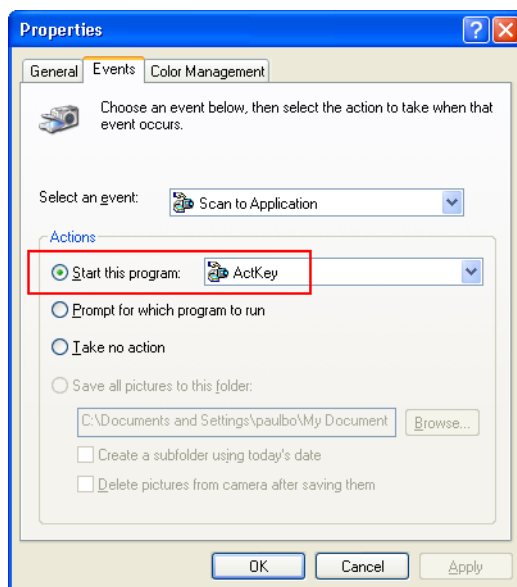 Properties
General Events Color Management
Choose an event below, then select the action to take when that
event occurs.
Select an event: Scan to Application
Actions
Start this program: ActKey
Prompt for which program to run
Take no action
Save all pictures to this folder:
C:\Documents and Settings\paulbo\My Document Browse...
Create a subfolder using today's date
Delete pictures from camera after saving them
OK Cancel Apply